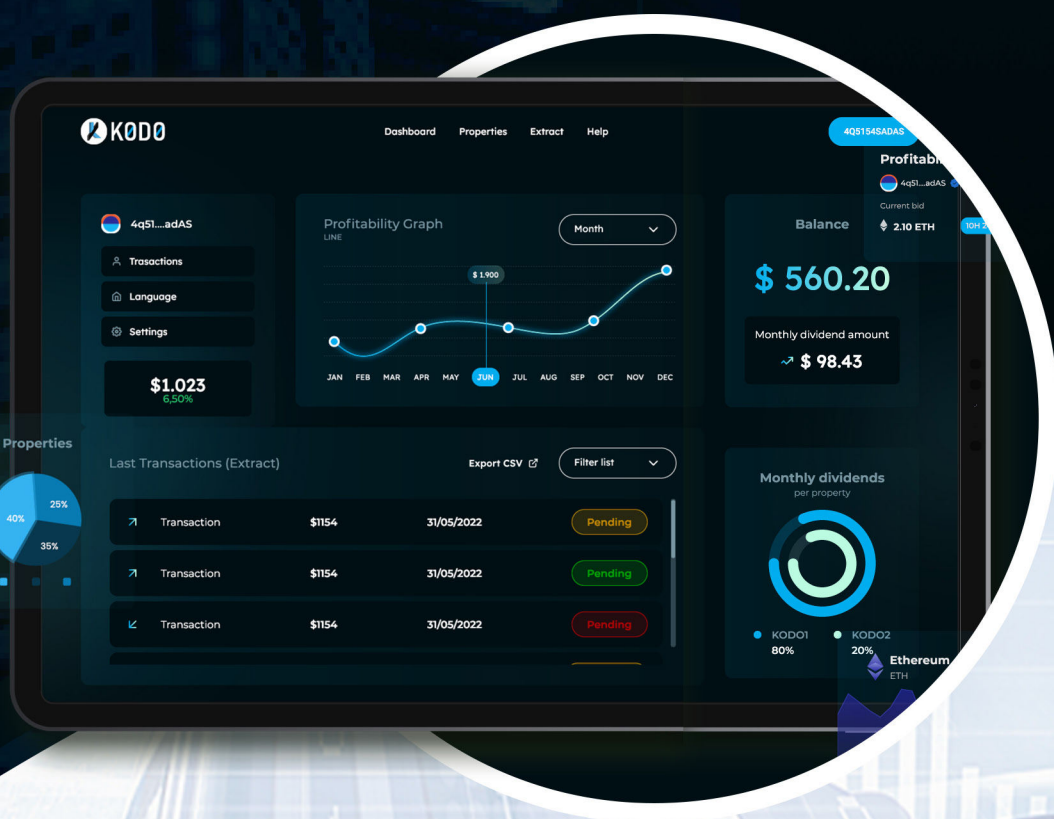 KODO
Dashboard Properties Extract Help
4Q5154SADAS
4q51....adAS
Trasactions
Language
Settings
$1.023
6,50%
Profitability Graph
LINE
Month
$ 1.900
JAN FEB MAR APR MAY JUN JUL AUG SEP OCT NOV DEC
Balance
$ 560.20
Monthly dividend amount
$ 98.43
4q51....adAS
Current bid
2.10 ETH
Properties
40%
25%
35%
Last Transactions (Extract)
Export CSV
Filter list
Transaction $1154 31/05/2022 Pending
Transaction $1154 31/05/2022 Pending
Transaction $1154 31/05/2022 Pending
Monthly dividends
per property
KODO1 KODO2
80% 20%
Ethereum
ETH